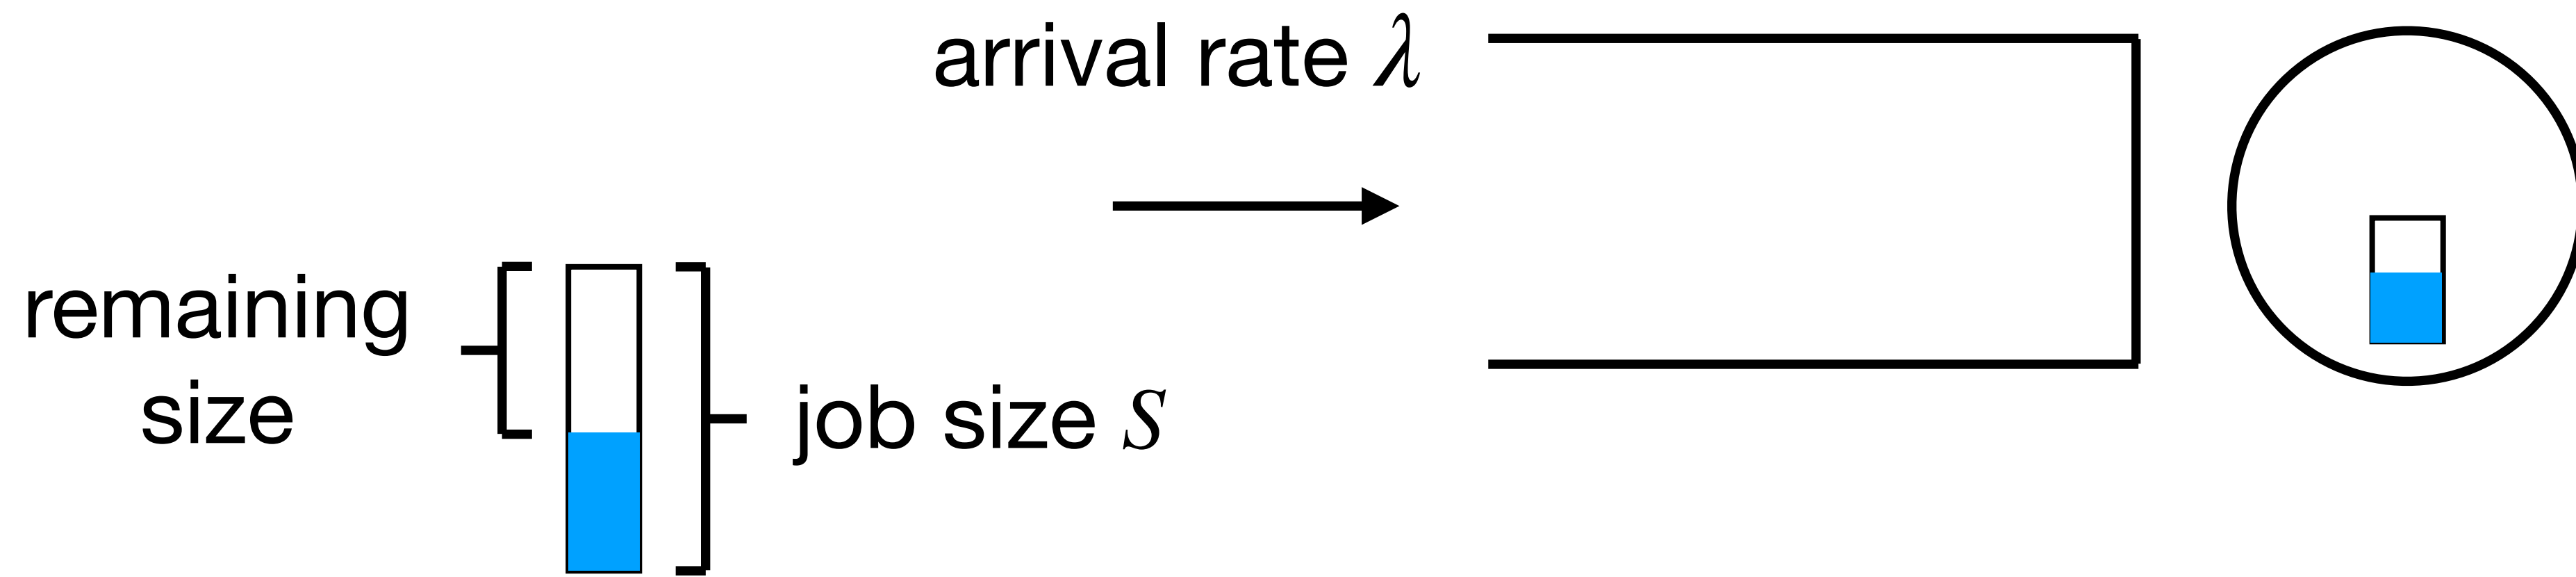 arrival rate λ
remaining
size
job size S